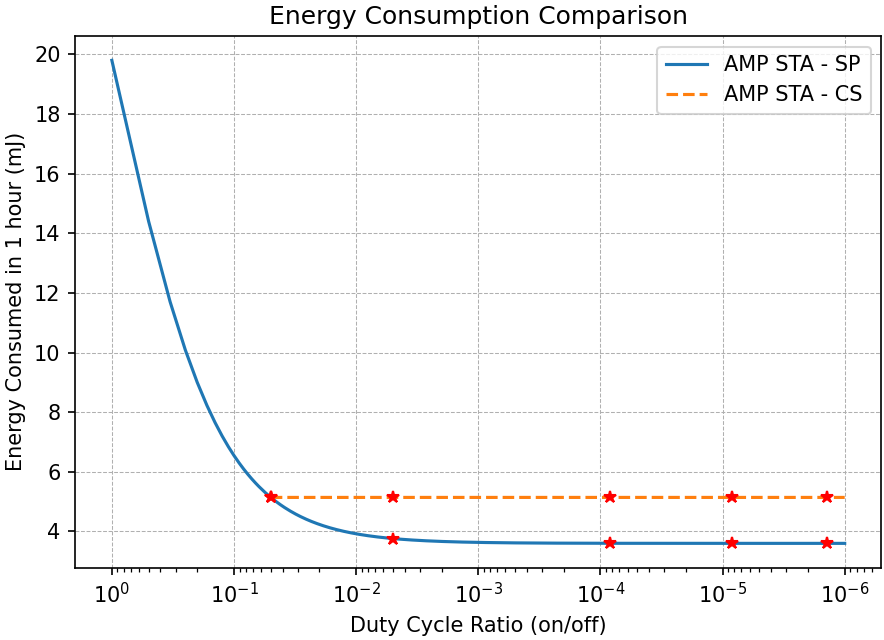 Energy Consumption Comparison
AMP STA - SP
AMP STA - CS
Energy Consumed in 1 hour (mJ)
20
18
16
14
12
10
8
6
4
10⁰ 10⁻¹ 10⁻² 10⁻³ 10⁻⁴ 10⁻⁵ 10⁻⁶
Duty Cycle Ratio (on/off)